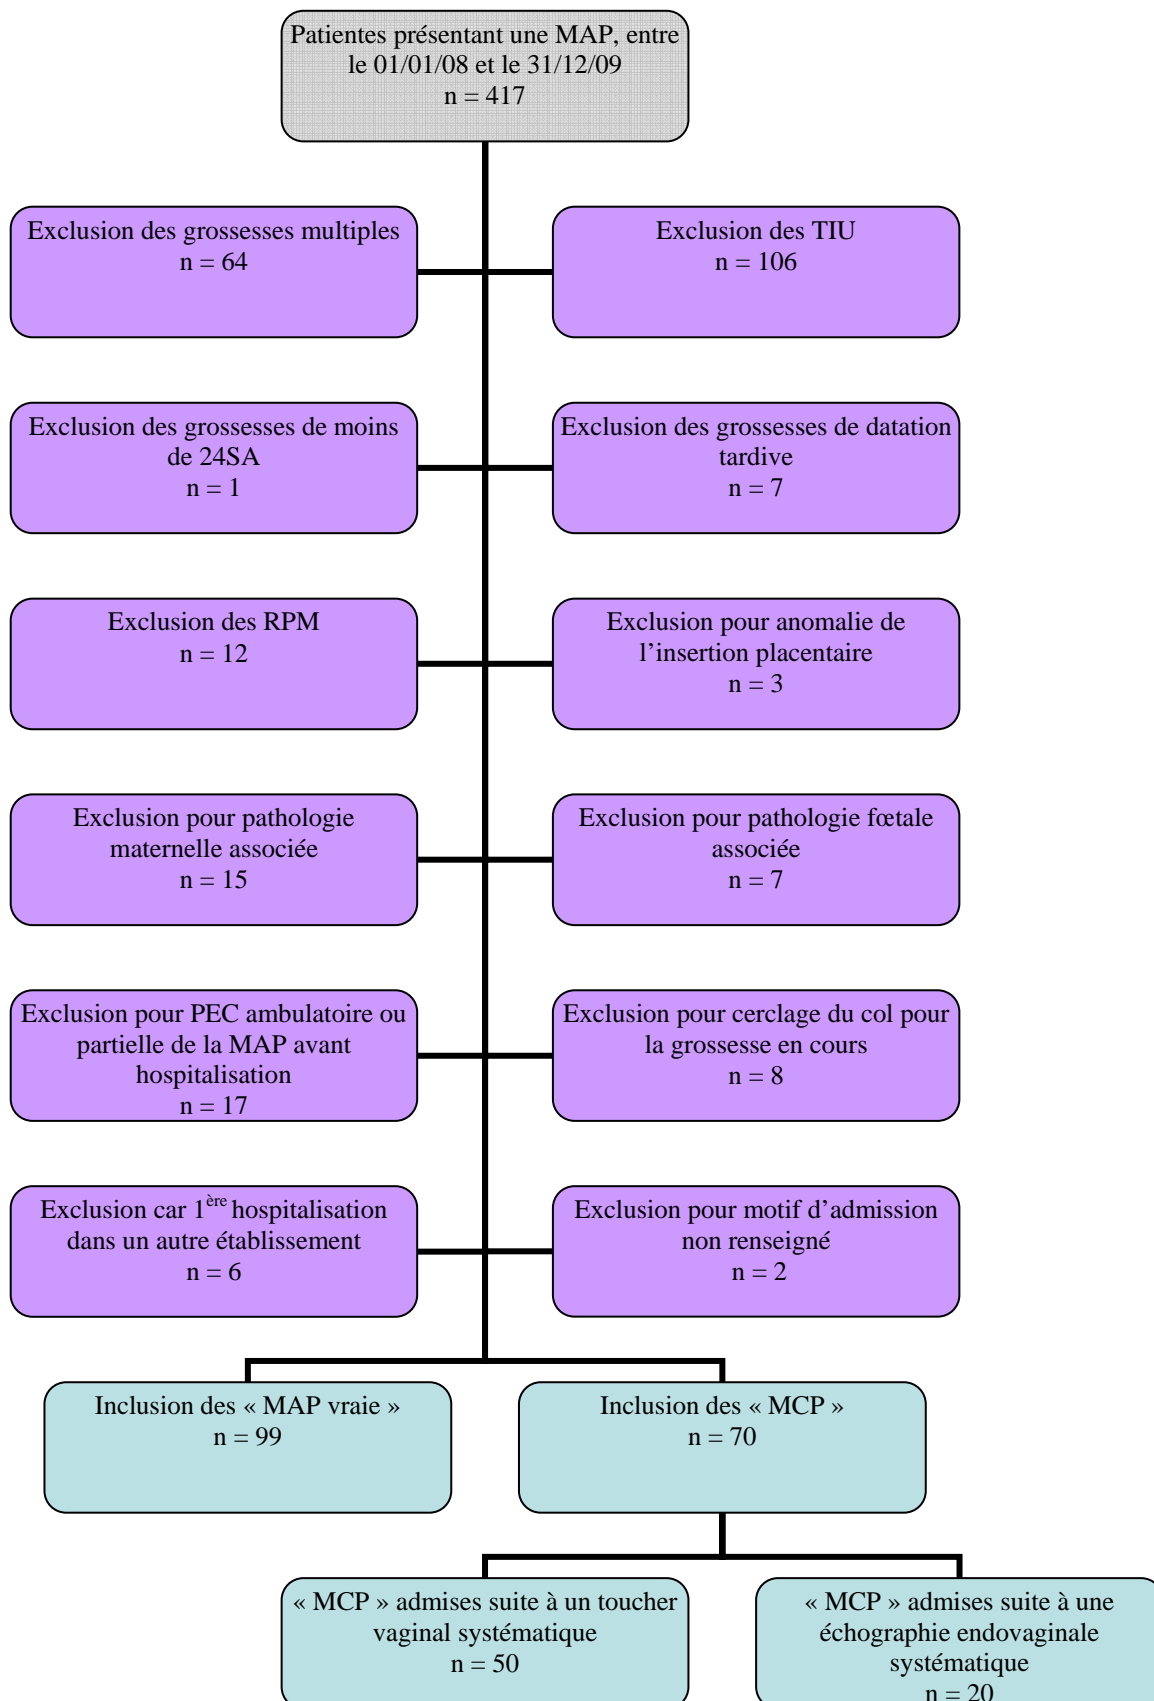 Patientes présentant une MAP, entre
le 01/01/08 et le 31/12/09
n = 417
Exclusion des grossesses multiples
n = 64
Exclusion des TIU
n = 106
Exclusion des grossesses de moins
de 24SA
n = 1
Exclusion des grossesses de datation
tardive
n = 7
Exclusion des RPM
n = 12
Exclusion pour anomalie de
l’insertion placentaire
n = 3
Exclusion pour pathologie
maternelle associée
n = 15
Exclusion pour pathologie fœtale
associée
n = 7
Exclusion pour PEC ambulatoire ou
partielle de la MAP avant
hospitalisation
n = 17
Exclusion pour cerclage du col pour
la grossesse en cours
n = 8
Exclusion car 1ère hospitalisation
dans un autre établissement
n = 6
Exclusion pour motif d’admission
non renseigné
n = 2
Inclusion des « MAP vraie »
n = 99
Inclusion des « MCP »
n = 70
« MCP » admises suite à un toucher
vaginal systématique
n = 50
« MCP » admises suite à une
échographie endovaginale
systématique
n = 20